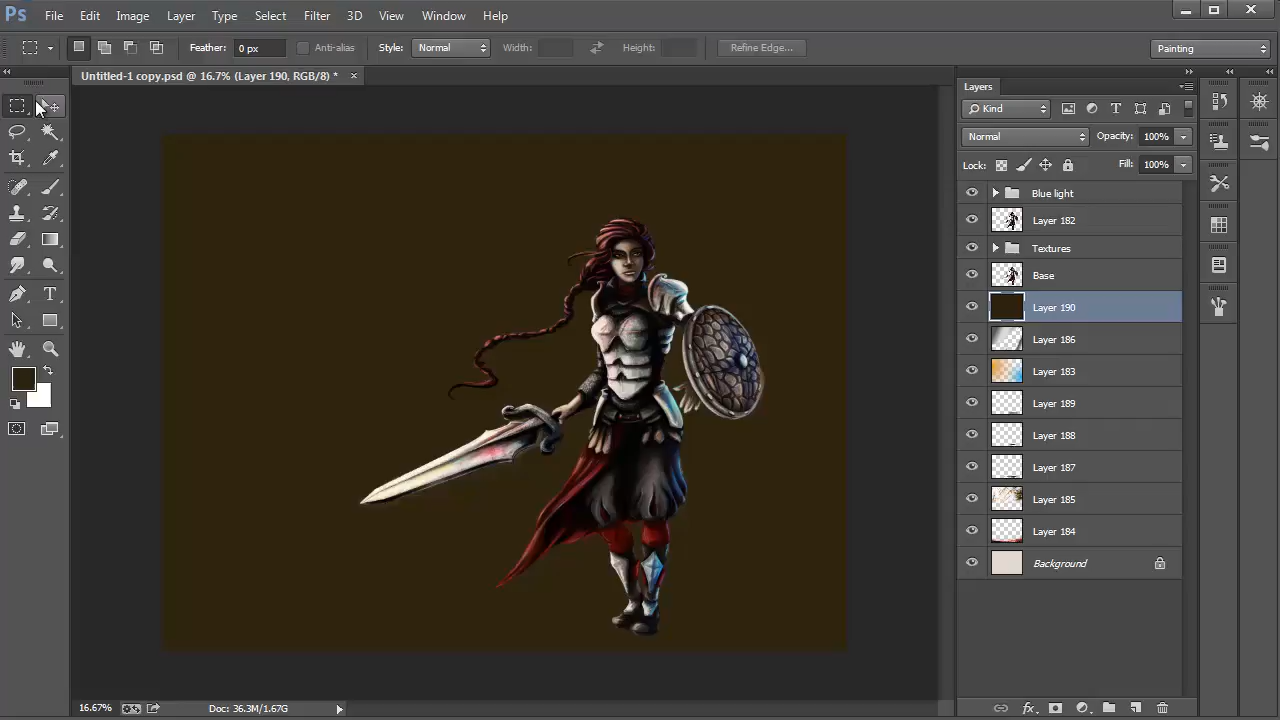 Ps File Edit Image Layer Type Select Filter 3D View Window Help
Feather: 0 px Anti-alias Style: Normal Width: Height: Refine Edge... Painting
Untitled-1 copy.psd @ 16.7% (Layer 190, RGB/8) *
Layers
Kind
Normal Opacity: 100%
Lock: Fill: 100%
Blue light
Layer 182
Textures
Base
Layer 190
Layer 186
Layer 183
Layer 189
Layer 188
Layer 187
Layer 185
Layer 184
Background
16.67% Doc: 36.3M/1.67G